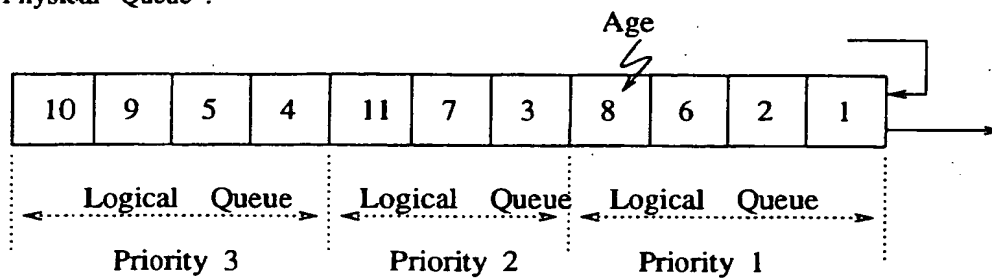 Physical Queue :
Age
10 9 5 4 11 7 3 8 6 2 1
Logical Queue Logical Queue Logical Queue
Priority 3 Priority 2 Priority 1